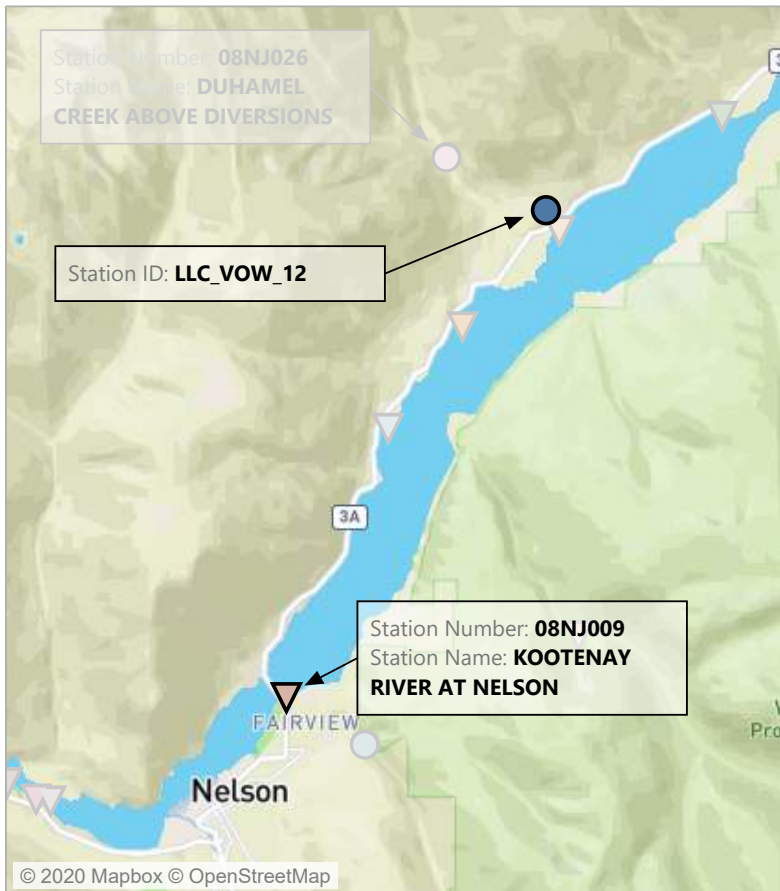 Station Number: 08NJ026
Station Name: DUHAMEL
CREEK ABOVE DIVERSIONS
3
Station ID: LLC_VOW_12
3A
Station Number: 08NJ009
Station Name: KOOTENAY
RIVER AT NELSON
FAIRVIEW
Nelson
© 2020 Mapbox © OpenStreetMap